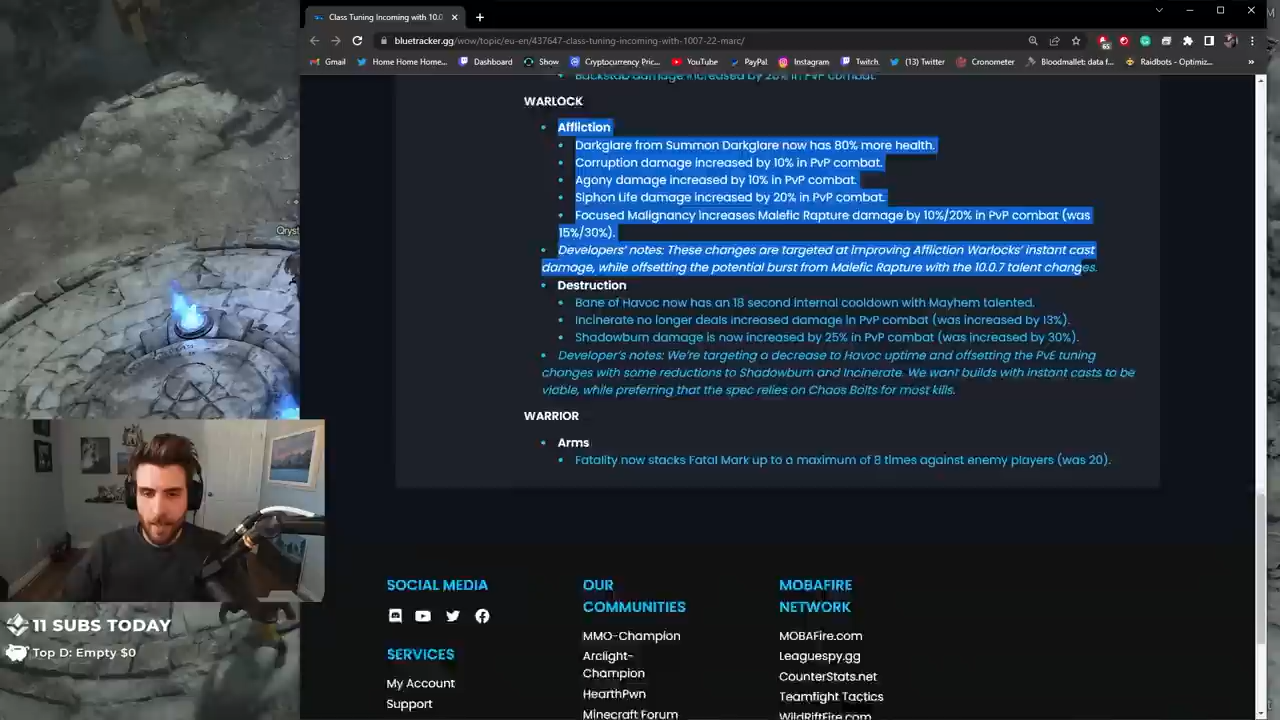 Class Tuning Incoming with 10.0
bluetracker.gg/wow/topic/eu-en/437647-class-tuning-incoming-with-1007-22-marc/
Gmail
Home Home Home...
Dashboard
Show
Cryptocurrency Pric...
YouTube
PayPal
Instagram
Twitch
(13) Twitter
Cronometer
Bloodmallet: data f...
Raidbots - Optimiz...
Backstab damage increased by 20% in PvP combat.
WARLOCK
Affliction
Darkglare from Summon Darkglare now has 80% more health.
Corruption damage increased by 10% in PvP combat.
Agony damage increased by 10% in PvP combat.
Siphon Life damage increased by 20% in PvP combat.
Focused Malignancy increases Malefic Rapture damage by 10%/20% in PvP combat (was
15%/30%).
Developers' notes: These changes are targeted at improving Affliction Warlocks' instant cast
damage, while offsetting the potential burst from Malefic Rapture with the 10.0.7 talent changes.
Destruction
Bane of Havoc now has an 18 second internal cooldown with Mayhem talented.
Incinerate no longer deals increased damage in PvP combat (was increased by 13%).
Shadowburn damage is now increased by 25% in PvP combat (was increased by 30%).
Developer's notes: We're targeting a decrease to Havoc uptime and offsetting the PvE tuning
changes with some reductions to Shadowburn and Incinerate. We want builds with instant casts to be
viable, while preferring that the spec relies on Chaos Bolts for most kills.
WARRIOR
Arms
Fatality now stacks Fatal Mark up to a maximum of 8 times against enemy players (was 20).
Qryst
11 SUBS TODAY
Top D: Empty $0
SOCIAL MEDIA
SERVICES
My Account
Support
OUR
COMMUNITIES
MMO-Champion
Arclight-
Champion
HearthPwn
Minecraft Forum
MOBAFIRE
NETWORK
MOBAFire.com
Leaguespy.gg
CounterStats.net
Teamfight Tactics
WildRiftFire.com